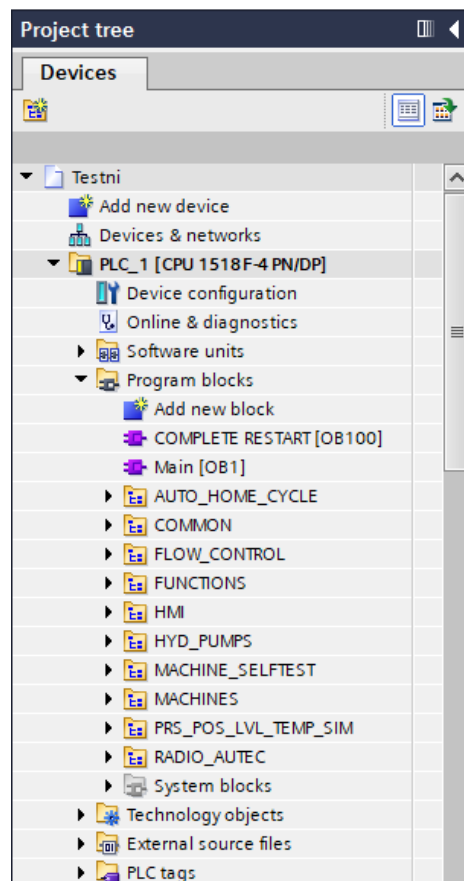 Project tree
Devices
Testni
Add new device
Devices & networks
PLC_1 [CPU 1518F-4 PN/DP]
Device configuration
Online & diagnostics
Software units
Program blocks
Add new block
COMPLETE RESTART [OB100]
Main [OB1]
AUTO_HOME_CYCLE
COMMON
FLOW_CONTROL
FUNCTIONS
HMI
HYD_PUMPS
MACHINE_SELFTEST
MACHINES
PRS_POS_LVL_TEMP_SIM
RADIO_AUTEC
System blocks
Technology objects
External source files
PLC tags